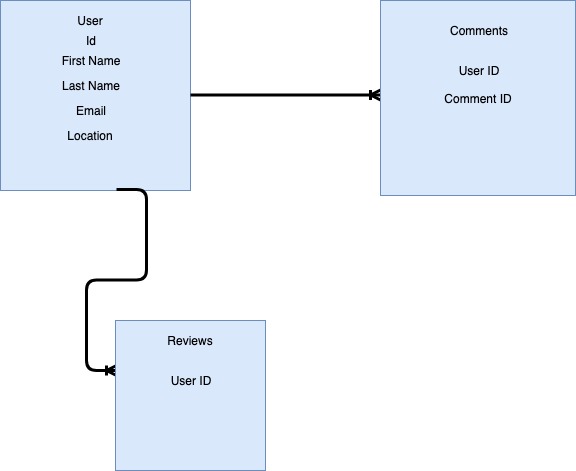 User
Id
First Name
Last Name
Email
Location
Comments
User ID
Comment ID
Reviews
User ID